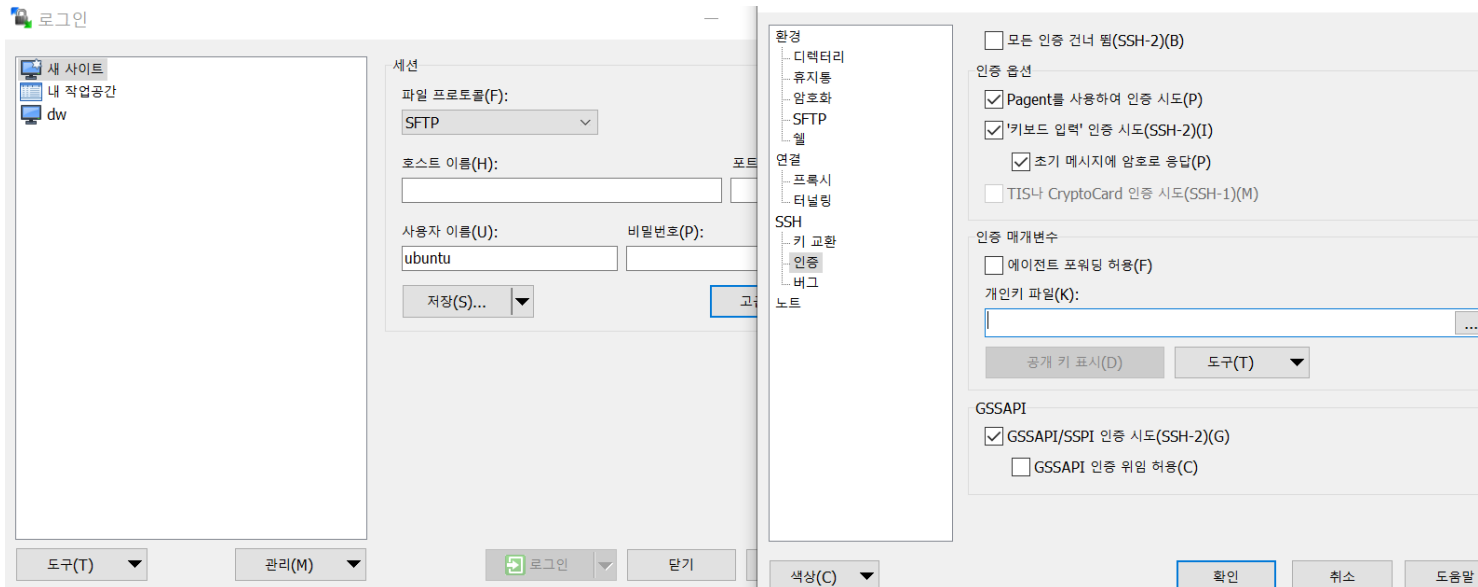 로그인
새 사이트
내 작업공간
dw
세션
파일 프로토콜(F):
SFTP
호스트 이름(H):
포트
사용자 이름(U):
비밀번호(P):
ubuntu
저장(S)...
도구(T)
관리(M)
로그인
닫기
환경
디렉터리
휴지통
암호화
SFTP
쉘
연결
프록시
터널링
SSH
키 교환
인증
버그
노트
색상(C)
모든 인증 건너 뜀(SSH-2)(B)
인증 옵션
Pagent를 사용하여 인증 시도(P)
'키보드 입력' 인증 시도(SSH-2)(I)
초기 메시지에 암호로 응답(P)
TIS나 CryptoCard 인증 시도(SSH-1)(M)
인증 매개변수
에이전트 포워딩 허용(F)
개인키 파일(K):
...
공개 키 표시(D)
도구(T)
GSSAPI
GSSAPI/SSPI 인증 시도(SSH-2)(G)
GSSAPI 인증 위임 허용(C)
확인
취소
도움말